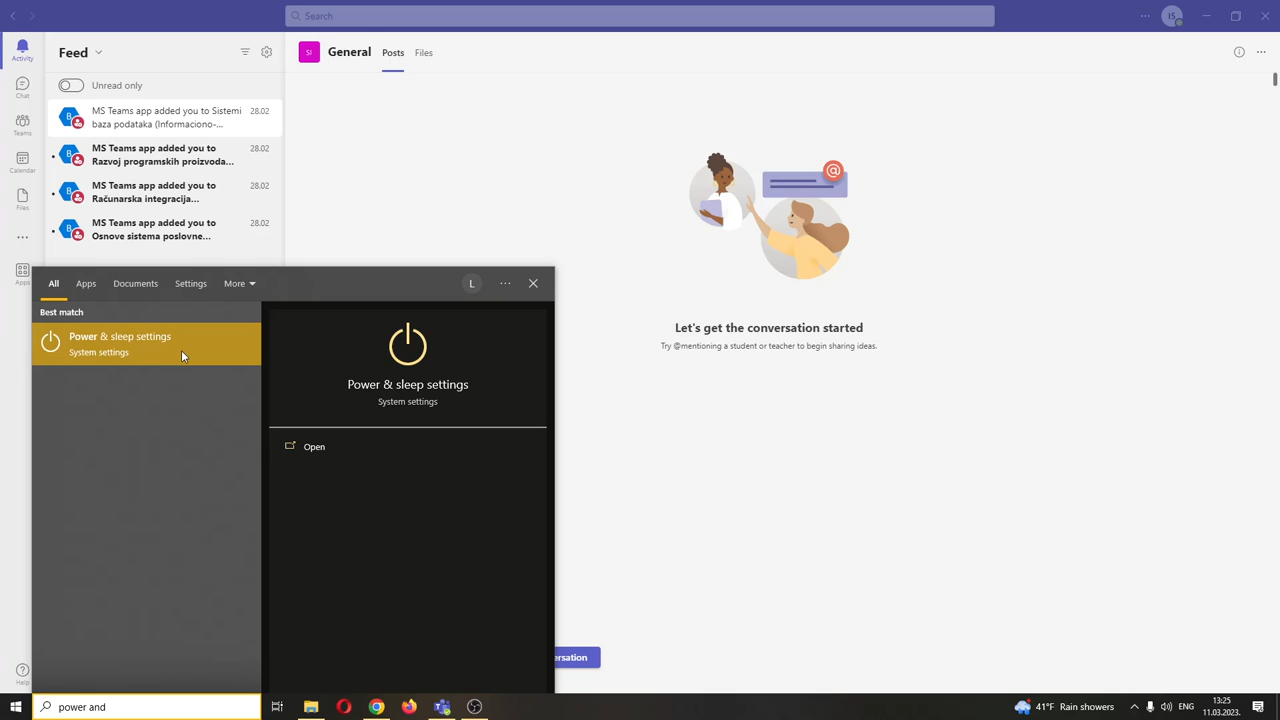 Search
IS
Activity
Chat
Teams
Calendar
Files
Apps
Help
Feed
Unread only
MS Teams app added you to Sistemi
baza podataka (Informaciono-...
28.02
MS Teams app added you to
Razvoj programskih proizvoda...
28.02
MS Teams app added you to
Računarska integracija...
28.02
MS Teams app added you to
Osnove sistema poslovne...
28.02
SI
General
Posts
Files
@
Let's get the conversation started
Try @mentioning a student or teacher to begin sharing ideas.
ersation
All
Apps
Documents
Settings
More
L
Best match
Power & sleep settings
System settings
Power & sleep settings
System settings
Open
power and
41°F Rain showers
ENG
13:25
11.03.2023.